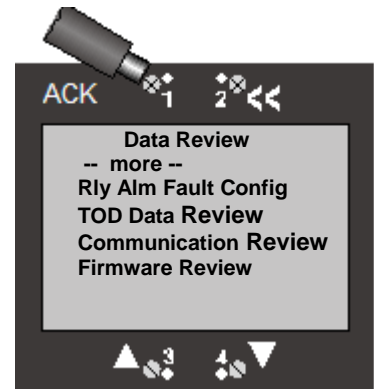 ACK 1 2 <<
Data Review
-- more --
Rly Alm Fault Config
TOD Data Review
Communication Review
Firmware Review
3 4